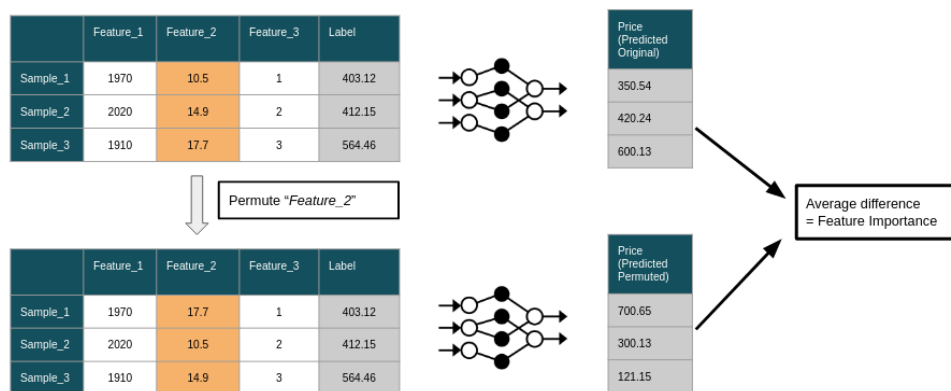 Feature_1 Feature_2 Feature_3 Label
Sample_1 1970 10.5 1 403.12
Sample_2 2020 14.9 2 412.15
Sample_3 1910 17.7 3 564.46
Price
(Predicted
Original)
350.54
420.24
600.13
Permute “Feature_2”
Average difference
= Feature Importance
Feature_1 Feature_2 Feature_3 Label
Sample_1 1970 17.7 1 403.12
Sample_2 2020 10.5 2 412.15
Sample_3 1910 14.9 3 564.46
Price
(Predicted
Permuted)
700.65
300.13
121.15